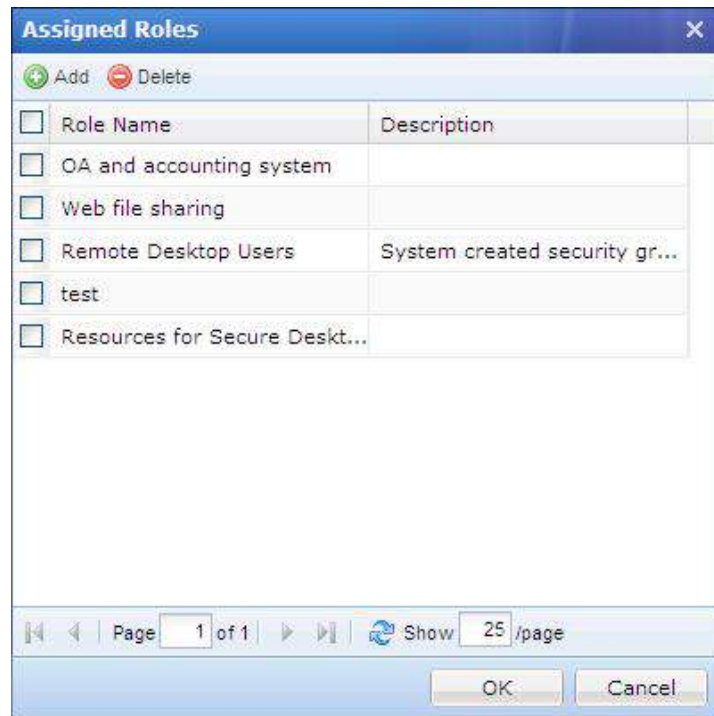 Assigned Roles
Add Delete
Role Name Description
OA and accounting system
Web file sharing
Remote Desktop Users System created security gr...
test
Resources for Secure Deskt...
Page 1 of 1 Show 25 /page
OK Cancel